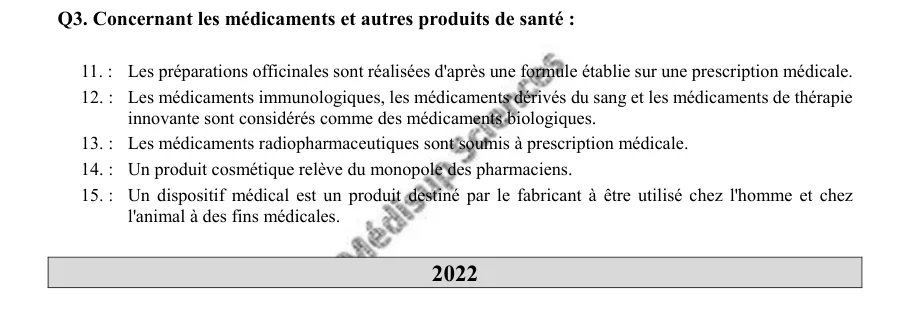 Q3. Concernant les médicaments et autres produits de santé :
11. : Les préparations officinales sont réalisées d'après une formule établie sur une prescription médicale.
12. : Les médicaments immunologiques, les médicaments dérivés du sang et les médicaments de thérapie
innovante sont considérés comme des médicaments biologiques.
13. : Les médicaments radiopharmaceutiques sont soumis à prescription médicale.
14. : Un produit cosmétique relève du monopole des pharmaciens.
15. : Un dispositif médical est un produit destiné par le fabricant à être utilisé chez l'homme et chez
l'animal à des fins médicales.
Médisup Sciences
2022